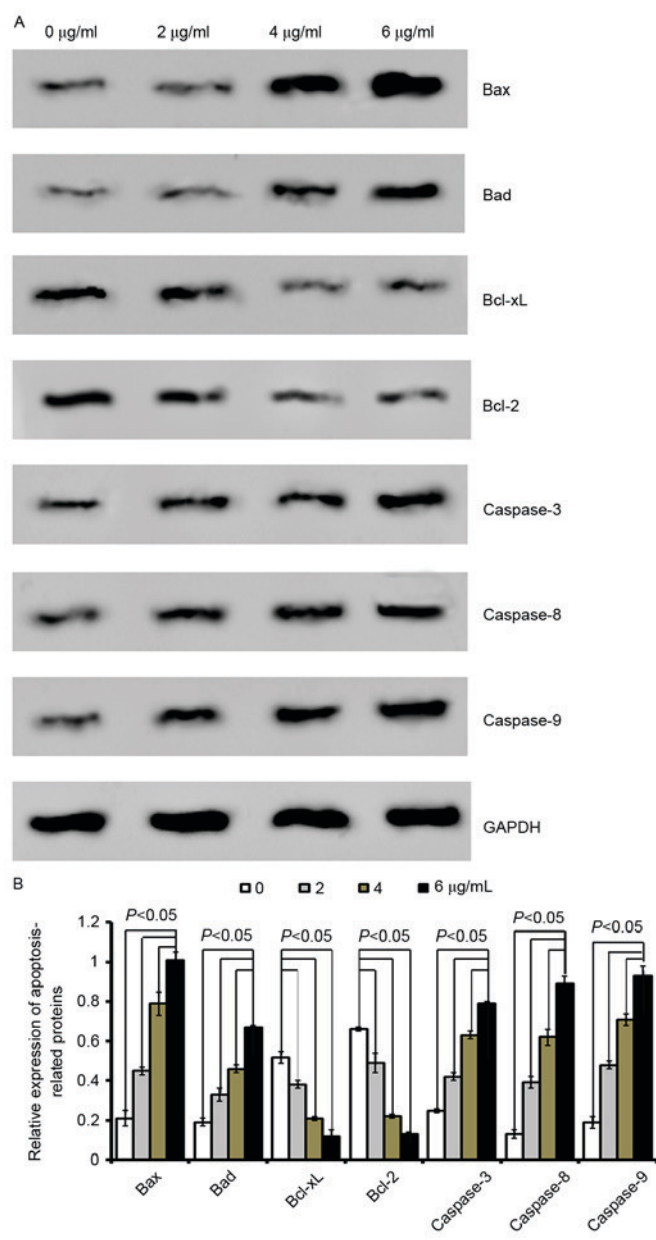 A
0 μg/ml 2 μg/ml 4 μg/ml 6 μg/ml
Bax
Bad
Bcl-xL
Bcl-2
Caspase-3
Caspase-8
Caspase-9
GAPDH
B
0 2 4 6 μg/mL
P<0.05 P<0.05 P<0.05 P<0.05 P<0.05 P<0.05 P<0.05
Relative expression of apoptosis-
related proteins
1.2
1
0.8
0.6
0.4
0.2
0
Bax Bad Bcl-xL Bcl-2 Caspase-3 Caspase-8 Caspase-9